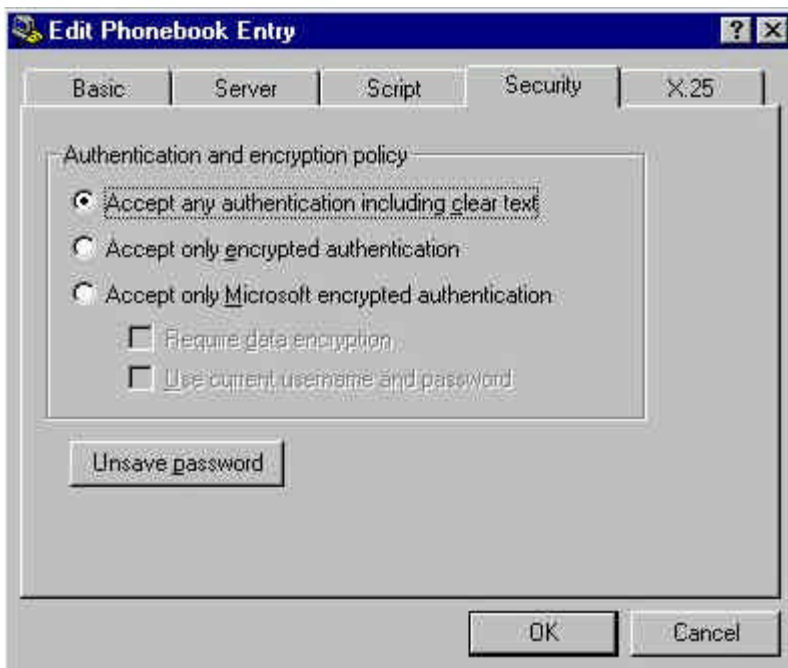 Edit Phonebook Entry
Basic Server Script Security X.25
Authentication and encryption policy
Accept any authentication including clear text
Accept only encrypted authentication
Accept only Microsoft encrypted authentication
Require data encryption
Use current username and password
Unsave password
OK Cancel